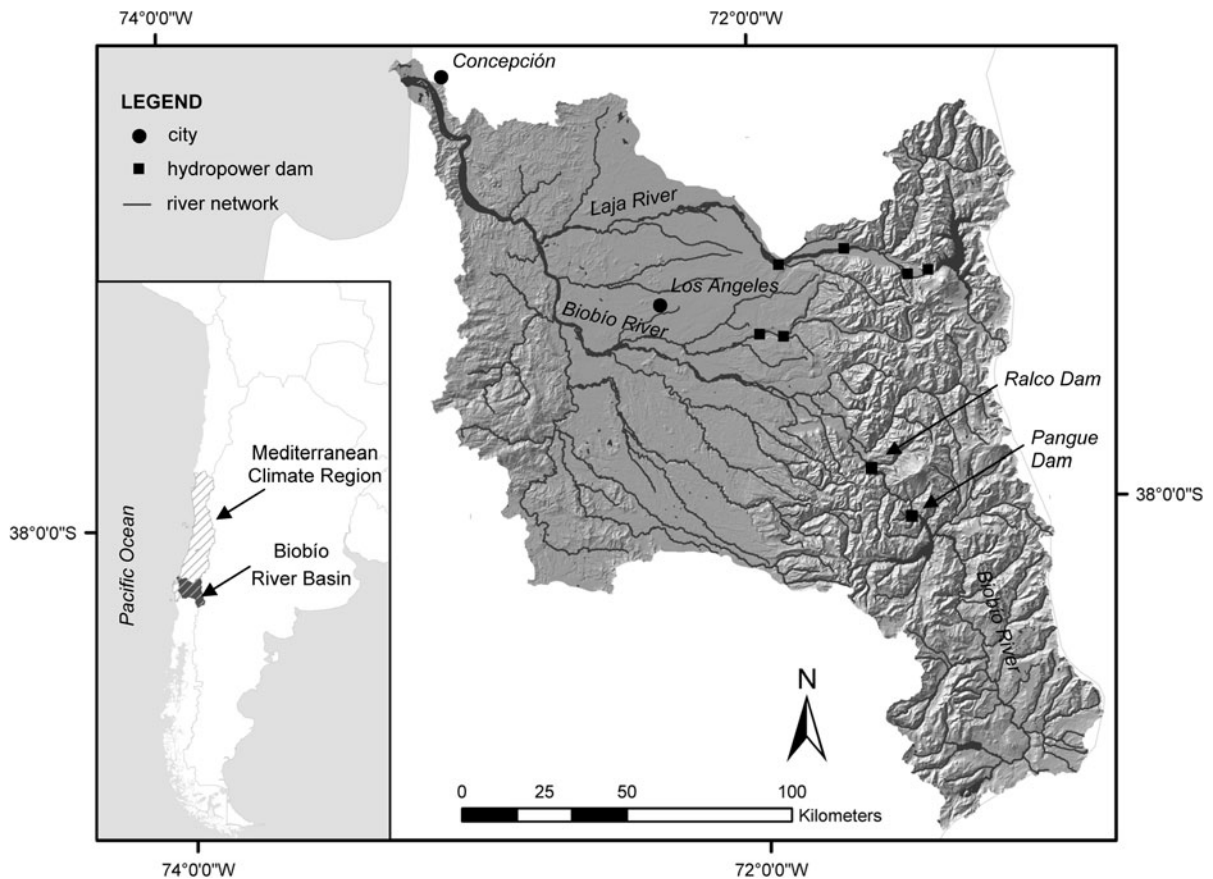 74°0'0"W
72°0'0"W
Concepción
LEGEND
city
hydropower dam
river network
Laja River
Los Angeles
Biobío River
Ralco Dam
Pangue
Dam
Mediterranean
Climate Region
38°0'0"S
38°0'0"S
Biobío
River Basin
Pacific Ocean
Biobío River
N
0 25 50 100
Kilometers
74°0'0"W
72°0'0"W